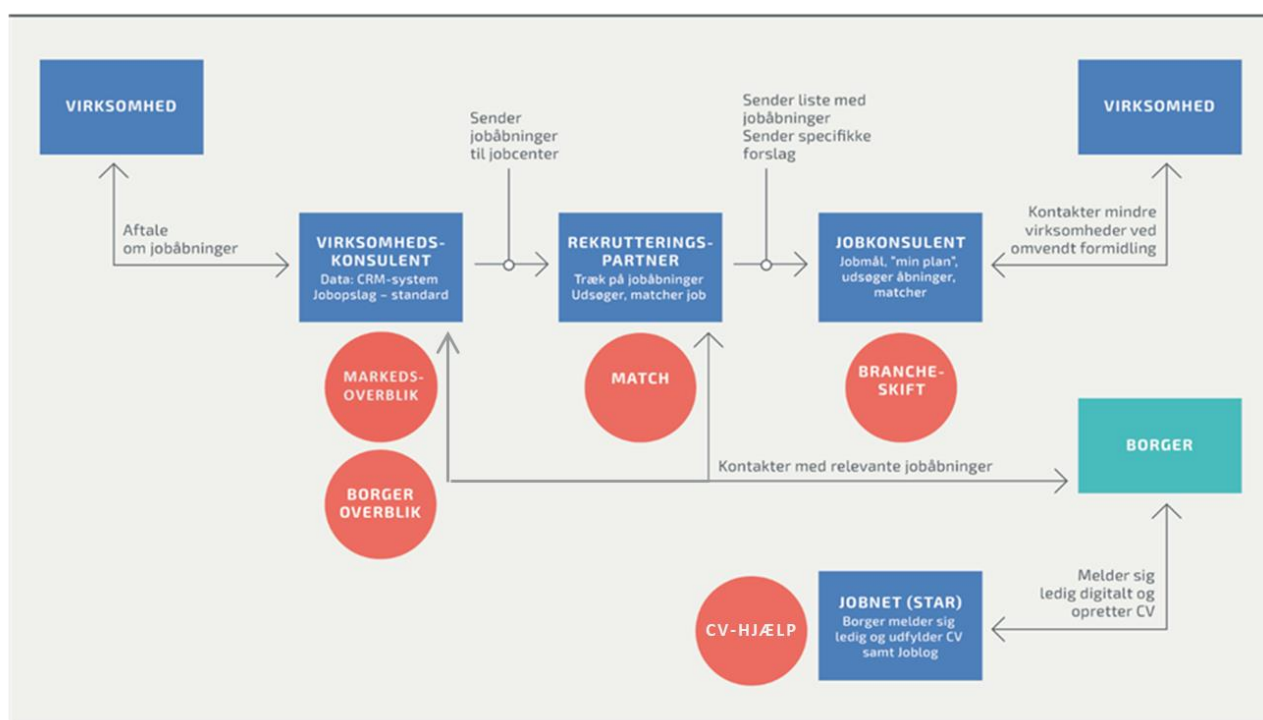 VIRKSOMHED
Aftale
om jobåbninger
VIRKSOMHEDS-
KONSULENT
Data: CRM-system
Jobopslag – standard
Sender
jobåbninger
til jobcenter
REKRUTTERINGS-
PARTNER
Træk på jobåbninger
Udsøger, matcher job
Sender liste med
jobåbninger
Sender specifikke
forslag
JOBKONSULENT
Jobmål, "min plan",
udsøger åbninger,
matcher
Kontakter mindre
virksomheder ved
omvendt formidling
VIRKSOMHED
MARKEDS-
OVERBLIK
BORGER
OVERBLIK
MATCH
BRANCHE-
SKIFT
Kontakter med relevante jobåbninger
BORGER
Melder sig
ledig digitalt og
opretter CV
CV-HJÆLP
JOBNET (STAR)
Borger melder sig
ledig og udfylder CV
samt Joblog